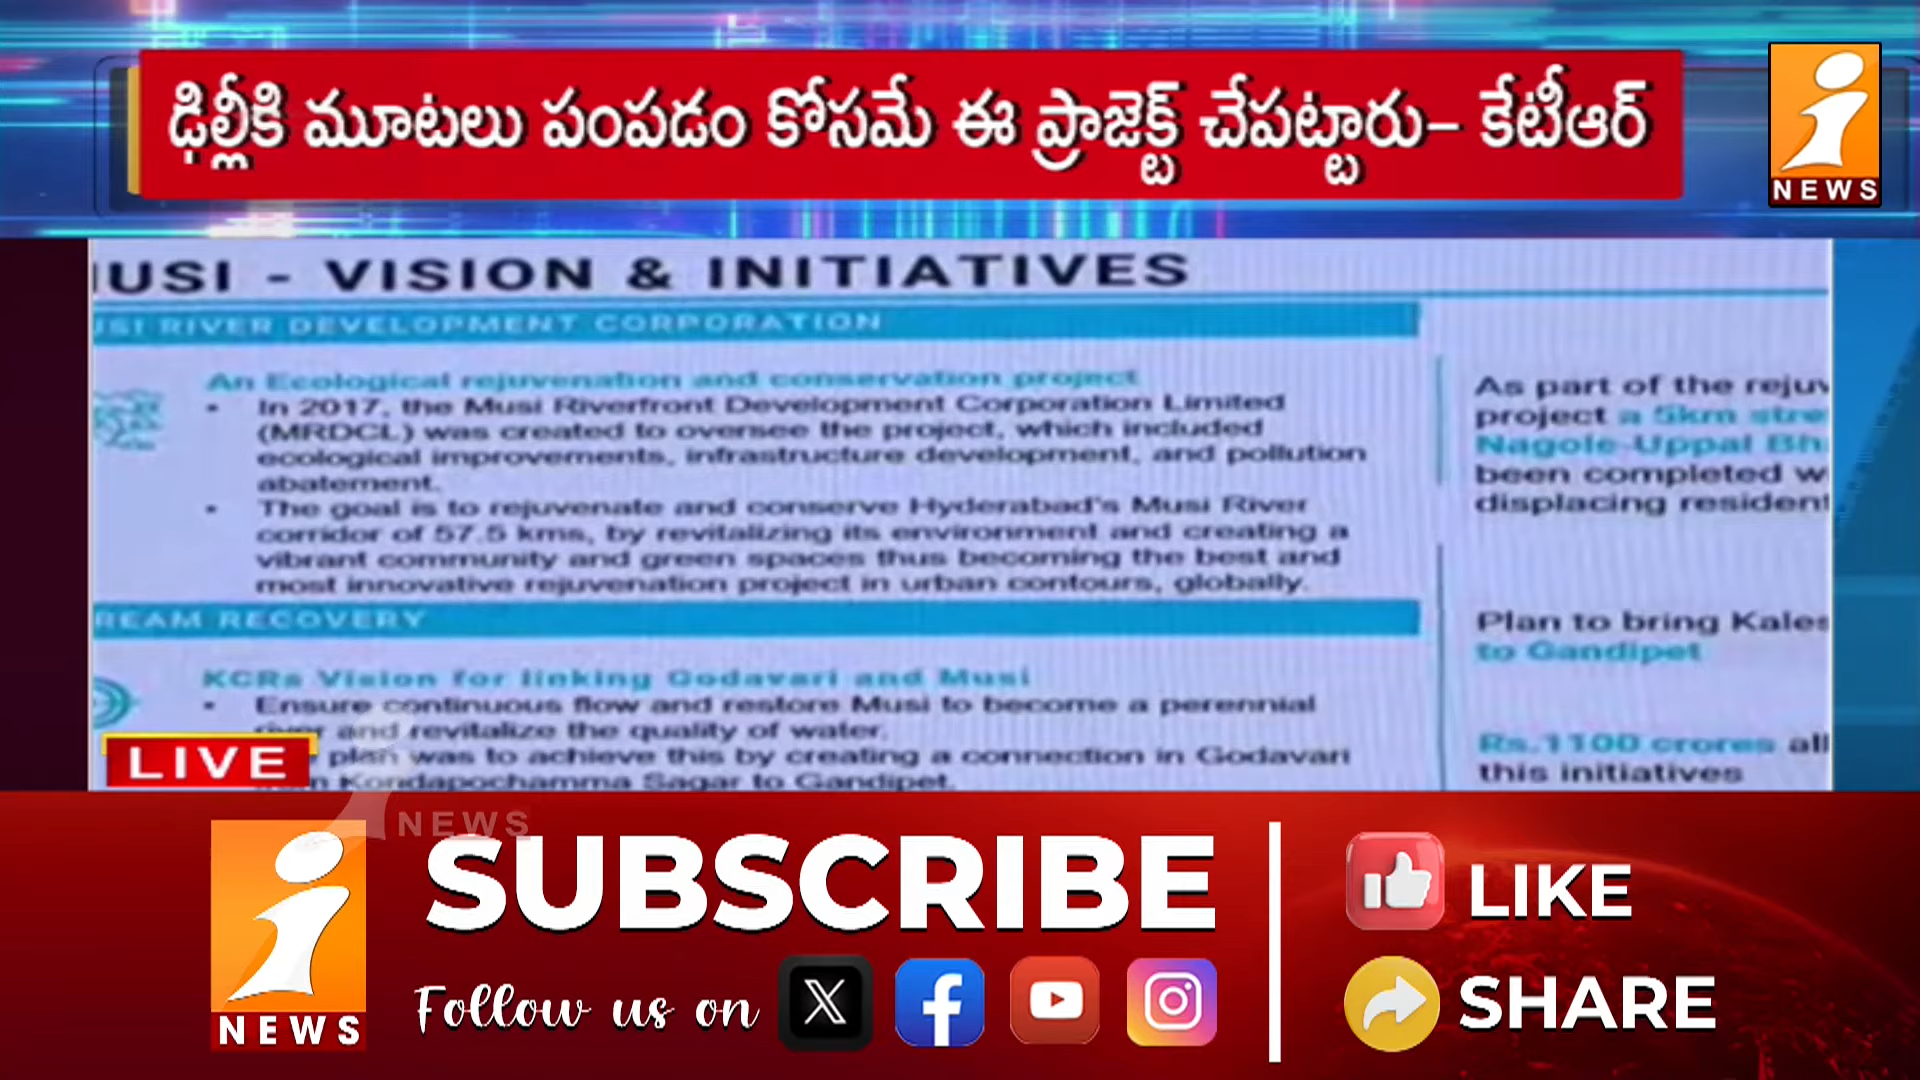 ఢిల్లీకి మూటలు పంపడం కోసమే ఈ ప్రాజెక్ట్ చేపట్టారు– కేటీఆర్
NEWS
USI - VISION & INITIATIVES
SI RIVER DEVELOPMENT CORPORATION
An Ecological rejuvenation and conservation project
• In 2017, the Musi Riverfront Development Corporation Limited
(MRDCL) was created to oversee the project, which included
ecological improvements, infrastructure development, and pollution
abatement.
• The goal is to rejuvenate and conserve Hyderabad's Musi River
corridor of 57.5 kms, by revitalizing its environment and creating a
vibrant community and green spaces thus becoming the best and
most innovative rejuvenation project in urban contours, globally.
REAM RECOVERY
KCRs Vision for linking Godavari and Musi
• Ensure continuous flow and restore Musi to become a perennial
river and revitalize the quality of water.
plan was to achieve this by creating a connection in Godavari
Kondapochamma Sagar to Gandipet.
As part of the rejuv
project a 5km stre
Nagole-Uppal Bh
been completed w
displacing resident
Plan to bring Kales
to Gandipet
Rs.1100 crores all
this initiatives
LIVE
NEWS
NEWS
SUBSCRIBE
Follow us on
LIKE
SHARE